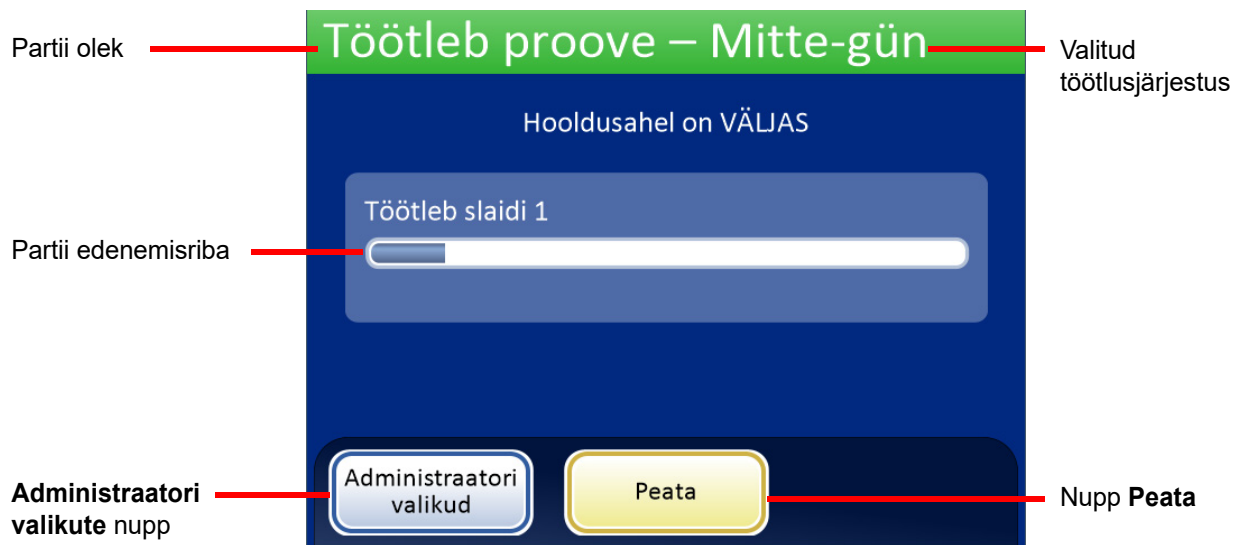 Partii olek
Töötleb proove – Mitte-gün
Valitud
töötlusjärjestus
Hooldusahel on VÄLJAS
Töötleb slaidi 1
Partii edenemisriba
Administraatori
valikute nupp
Administraatori
valikud
Peata
Nupp Peata